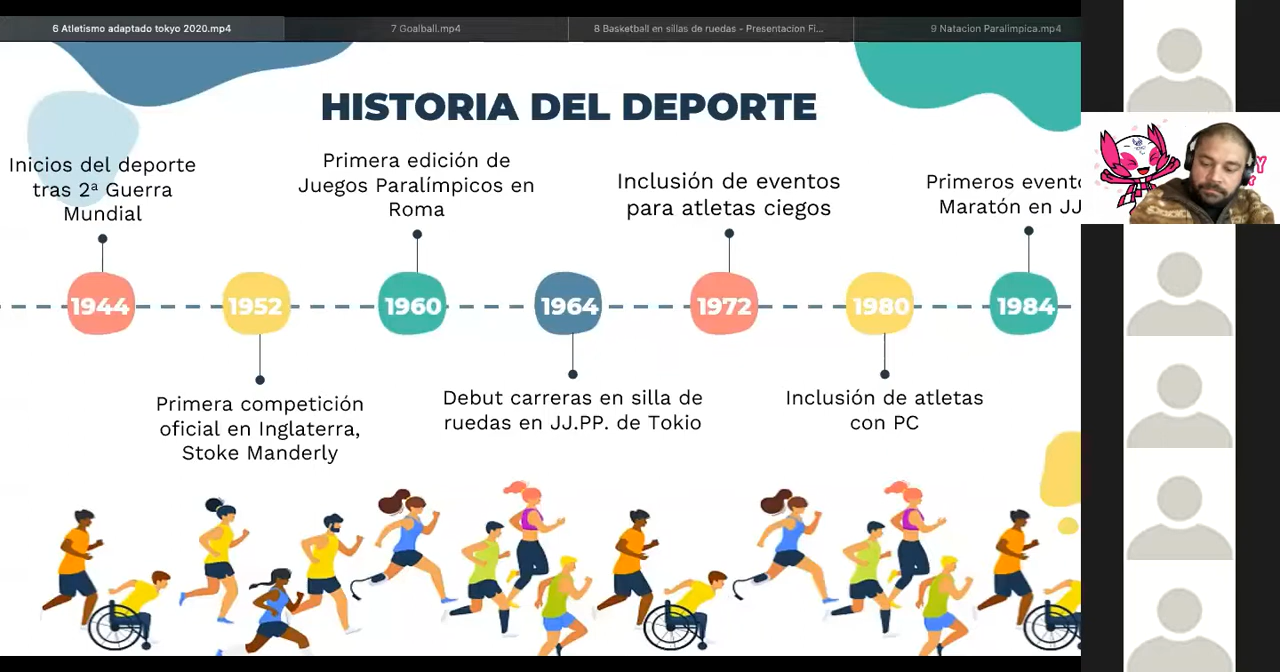 6 Atletismo adaptado tokyo 2020.mp4
7 Goalball.mp4
8 Basketball en sillas de ruedas - Presentacion Fi...
9 Natacion Paralimpica.mp4
HISTORIA DEL DEPORTE
Inicios del deporte
tras 2ª Guerra
Mundial
Primera edición de
Juegos Paralímpicos en
Roma
Inclusión de eventos
para atletas ciegos
Primeros evento
Maratón en JJ
1944
1952
1960
1964
1972
1980
1984
Primera competición
oficial en Inglaterra,
Stoke Manderly
Debut carreras en silla de
ruedas en JJ.PP. de Tokio
Inclusión de atletas
con PC